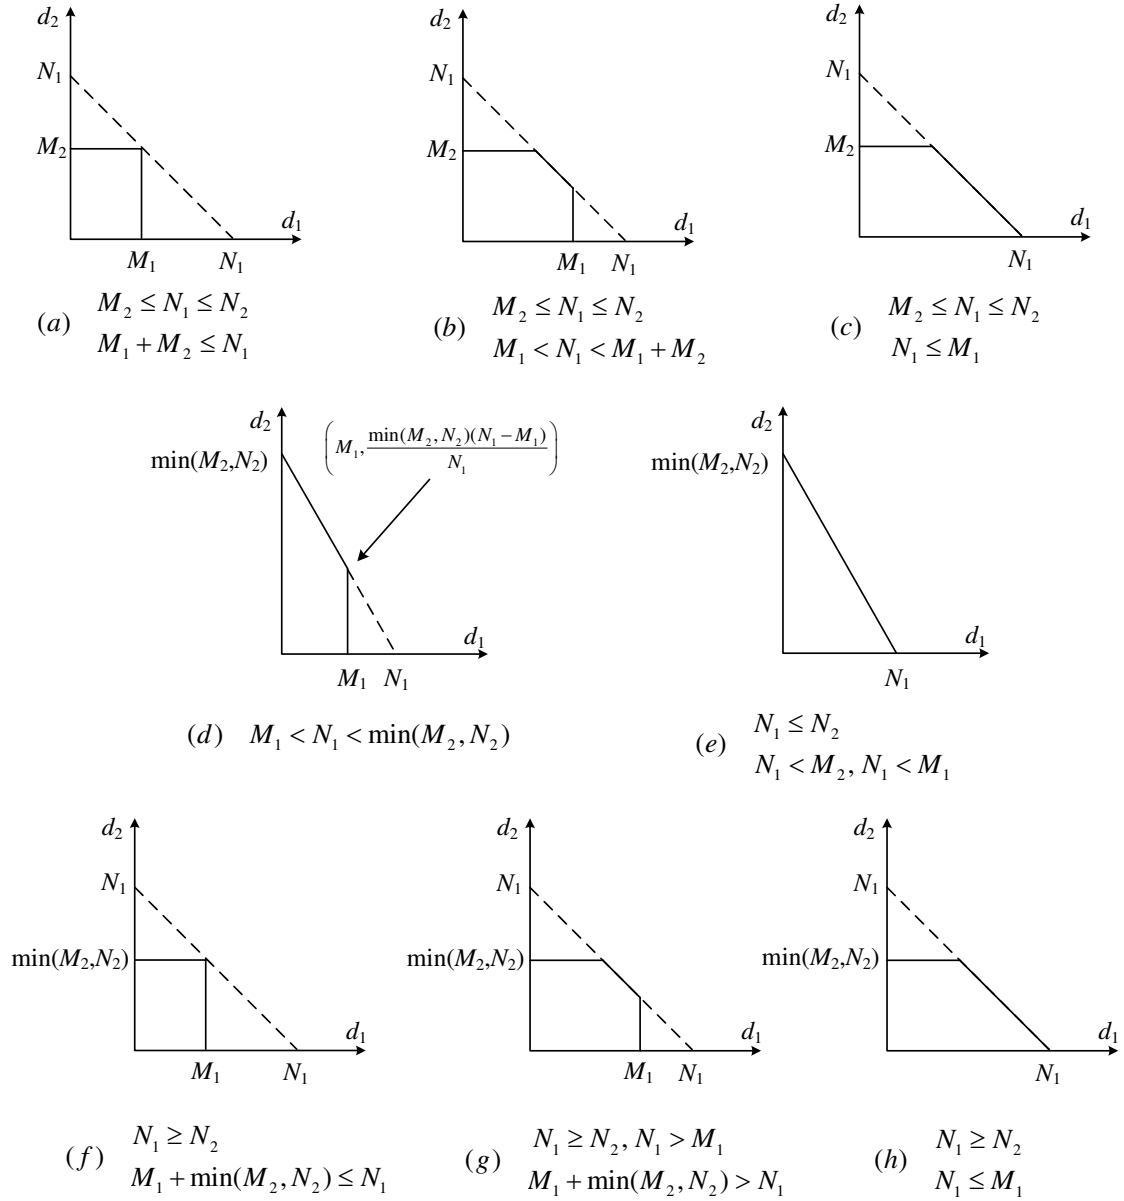 d₂
N₁
M₂
d₁
M₁ N₁
(a) M₂ ≤ N₁ ≤ N₂
M₁ + M₂ ≤ N₁
d₂
N₁
M₂
d₁
M₁ N₁
(b) M₂ ≤ N₁ ≤ N₂
M₁ < N₁ < M₁ + M₂
d₂
N₁
M₂
d₁
N₁
(c) M₂ ≤ N₁ ≤ N₂
N₁ ≤ M₁
d₂
(M₁, min(M₂, N₂)(N₁ − M₁) / N₁)
min(M₂,N₂)
d₁
M₁ N₁
(d) M₁ < N₁ < min(M₂, N₂)
d₂
min(M₂,N₂)
d₁
N₁
(e) N₁ ≤ N₂
N₁ < M₂, N₁ < M₁
d₂
N₁
min(M₂,N₂)
d₁
M₁ N₁
(f) N₁ ≥ N₂
M₁ + min(M₂, N₂) ≤ N₁
d₂
N₁
min(M₂,N₂)
d₁
M₁ N₁
(g) N₁ ≥ N₂, N₁ > M₁
M₁ + min(M₂, N₂) > N₁
d₂
N₁
min(M₂,N₂)
d₁
N₁
(h) N₁ ≥ N₂
N₁ ≤ M₁